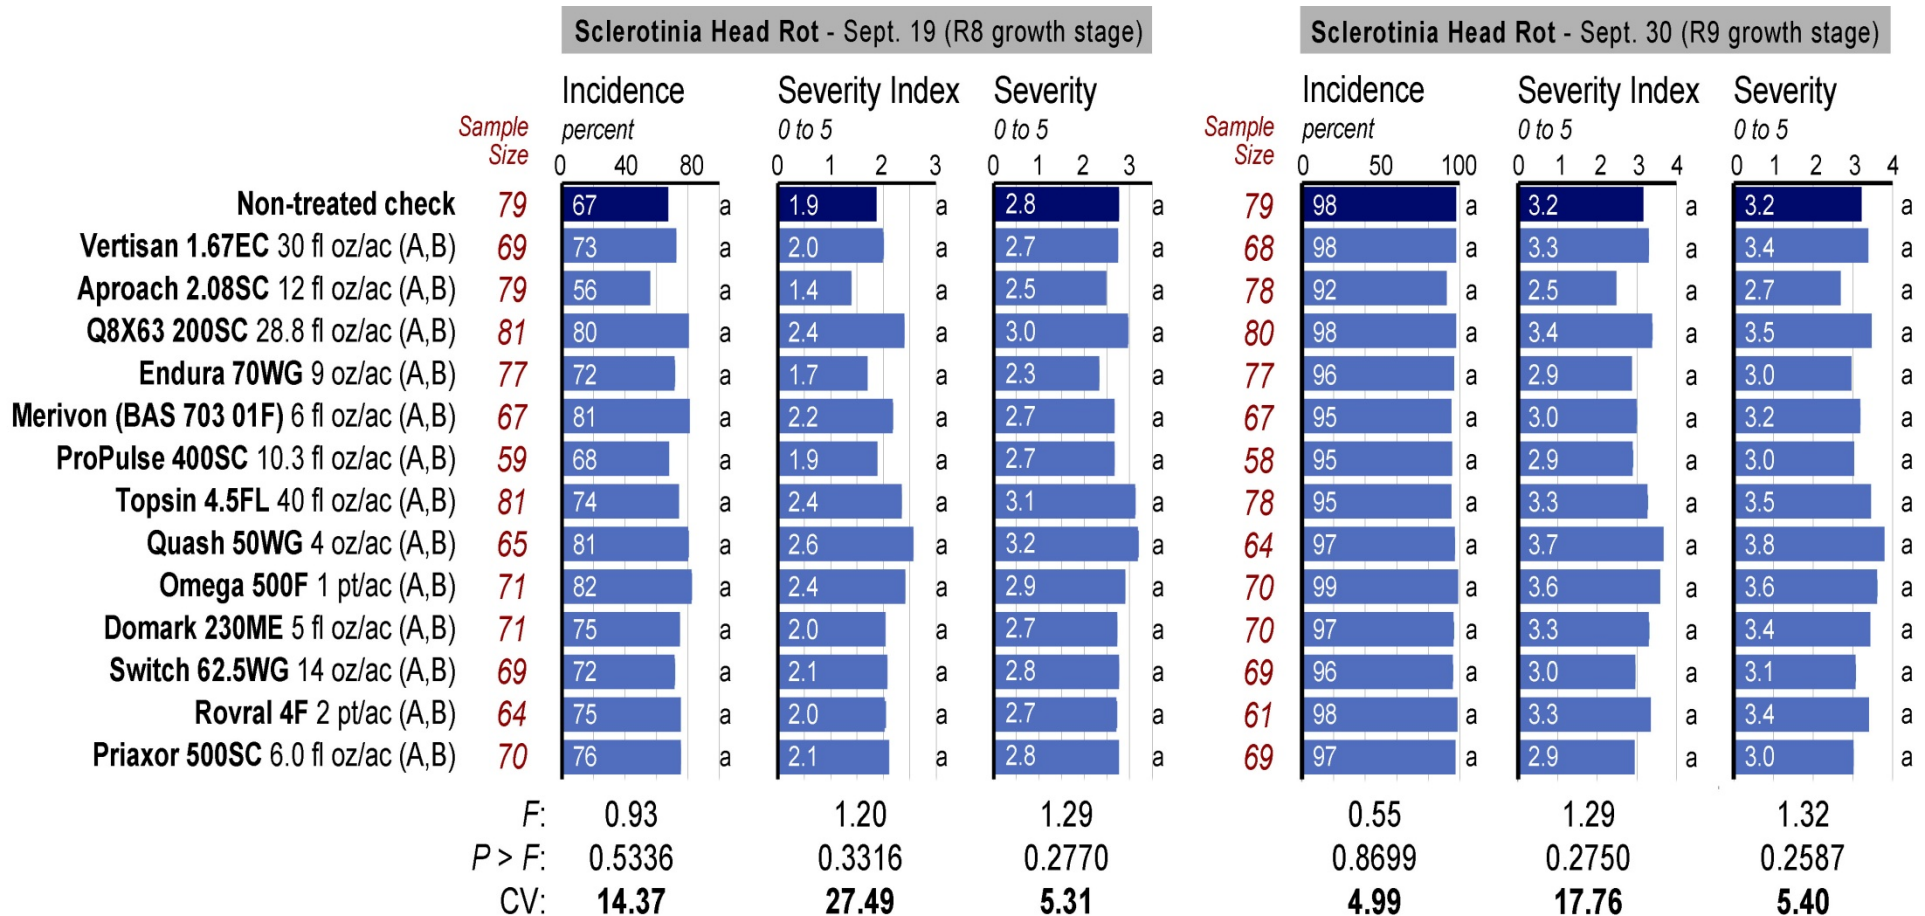 Sclerotinia Head Rot - Sept. 19 (R8 growth stage) Sclerotinia Head Rot - Sept. 30 (R9 growth stage)
Incidence Severity Index Severity Incidence Severity Index Severity
Sample percent 0 to 5 0 to 5 Sample percent 0 to 5 0 to 5
Size Size
0 40 80 0 1 2 3 0 1 2 3 0 50 100 0 1 2 3 4 0 1 2 3 4
Non-treated check 79 67 a 1.9 a 2.8 a 79 98 a 3.2 a 3.2 a
Vertisan 1.67EC 30 fl oz/ac (A,B) 69 73 a 2.0 a 2.7 a 68 98 a 3.3 a 3.4 a
Aproach 2.08SC 12 fl oz/ac (A,B) 79 56 a 1.4 a 2.5 a 78 92 a 2.5 a 2.7 a
Q8X63 200SC 28.8 fl oz/ac (A,B) 81 80 a 2.4 a 3.0 a 80 98 a 3.4 a 3.5 a
Endura 70WG 9 oz/ac (A,B) 77 72 a 1.7 a 2.3 a 77 96 a 2.9 a 3.0 a
Merivon (BAS 703 01F) 6 fl oz/ac (A,B) 67 81 a 2.2 a 2.7 a 67 95 a 3.0 a 3.2 a
ProPulse 400SC 10.3 fl oz/ac (A,B) 59 68 a 1.9 a 2.7 a 58 95 a 2.9 a 3.0 a
Topsin 4.5FL 40 fl oz/ac (A,B) 81 74 a 2.4 a 3.1 a 78 95 a 3.3 a 3.5 a
Quash 50WG 4 oz/ac (A,B) 65 81 a 2.6 a 3.2 a 64 97 a 3.7 a 3.8 a
Omega 500F 1 pt/ac (A,B) 71 82 a 2.4 a 2.9 a 70 99 a 3.6 a 3.6 a
Domark 230ME 5 fl oz/ac (A,B) 71 75 a 2.0 a 2.7 a 70 97 a 3.3 a 3.4 a
Switch 62.5WG 14 oz/ac (A,B) 69 72 a 2.1 a 2.8 a 69 96 a 3.0 a 3.1 a
Rovral 4F 2 pt/ac (A,B) 64 75 a 2.0 a 2.7 a 61 98 a 3.3 a 3.4 a
Priaxor 500SC 6.0 fl oz/ac (A,B) 70 76 a 2.1 a 2.8 a 69 97 a 2.9 a 3.0 a
F: 0.93 1.20 1.29 0.55 1.29 1.32
P > F: 0.5336 0.3316 0.2770 0.8699 0.2750 0.2587
CV: 14.37 27.49 5.31 4.99 17.76 5.40